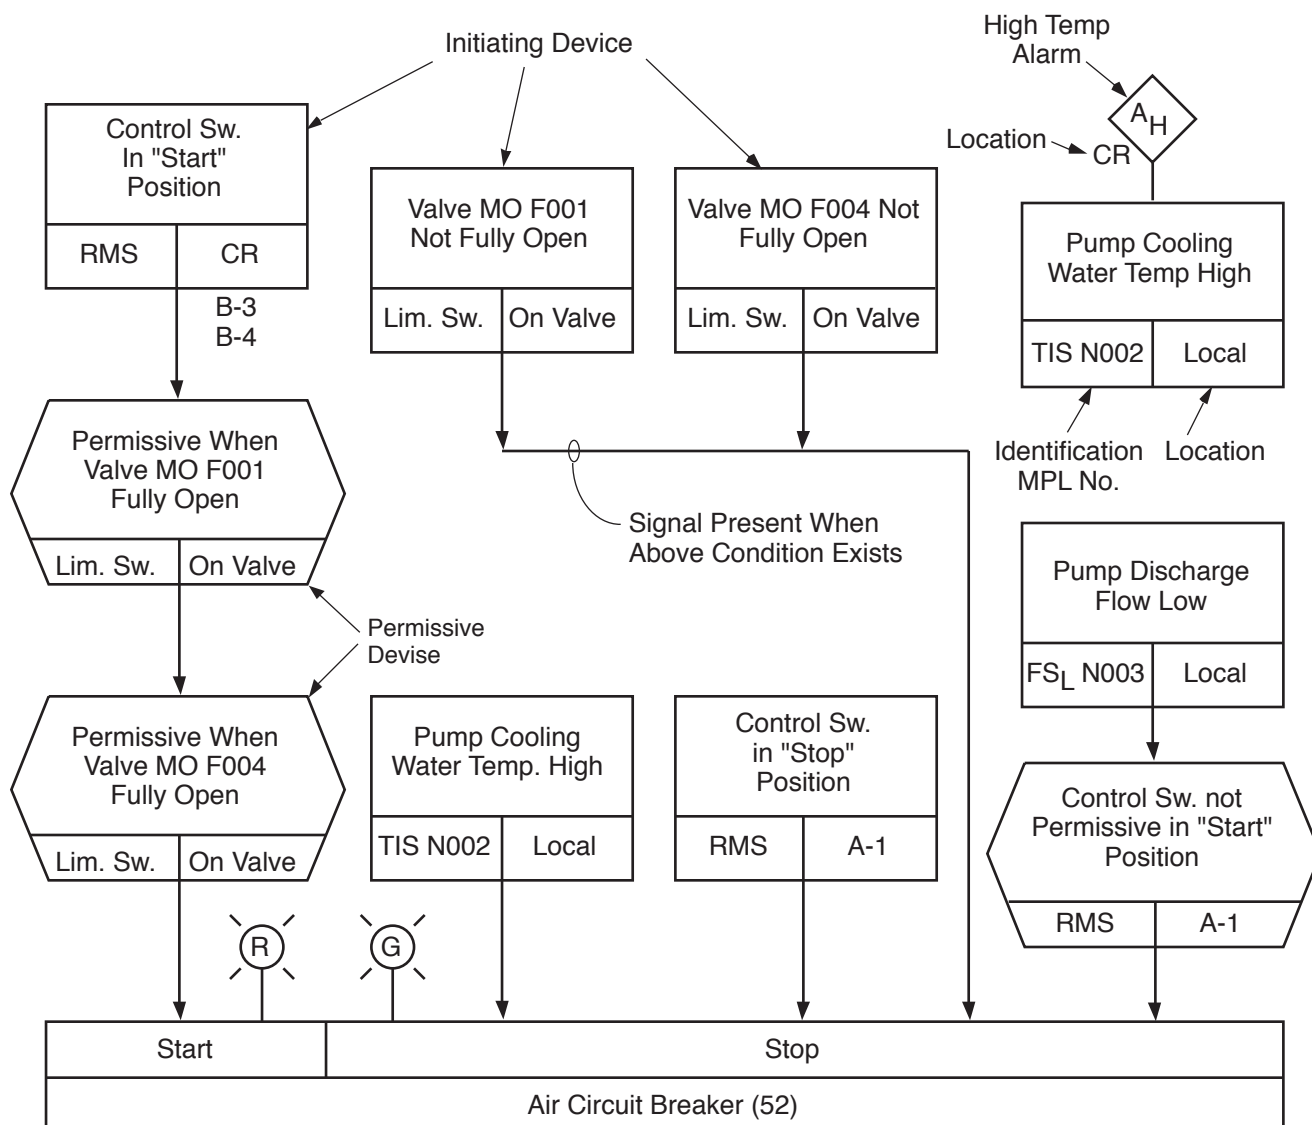 Initiating Device
High Temp
Alarm
AH
Location
CR
Control Sw.
In "Start"
Position
RMS
CR
B-3
B-4
Valve MO F001
Not Fully Open
Lim. Sw.
On Valve
Valve MO F004 Not
Fully Open
Lim. Sw.
On Valve
Pump Cooling
Water Temp High
TIS N002
Local
Identification
MPL No.
Location
Permissive When
Valve MO F001
Fully Open
Lim. Sw.
On Valve
Signal Present When
Above Condition Exists
Permissive
Devise
Pump Discharge
Flow Low
FSL N003
Local
Permissive When
Valve MO F004
Fully Open
Lim. Sw.
On Valve
Pump Cooling
Water Temp. High
TIS N002
Local
Control Sw.
in "Stop"
Position
RMS
A-1
Control Sw. not
Permissive in "Start"
Position
RMS
A-1
R
G
Start
Stop
Air Circuit Breaker (52)